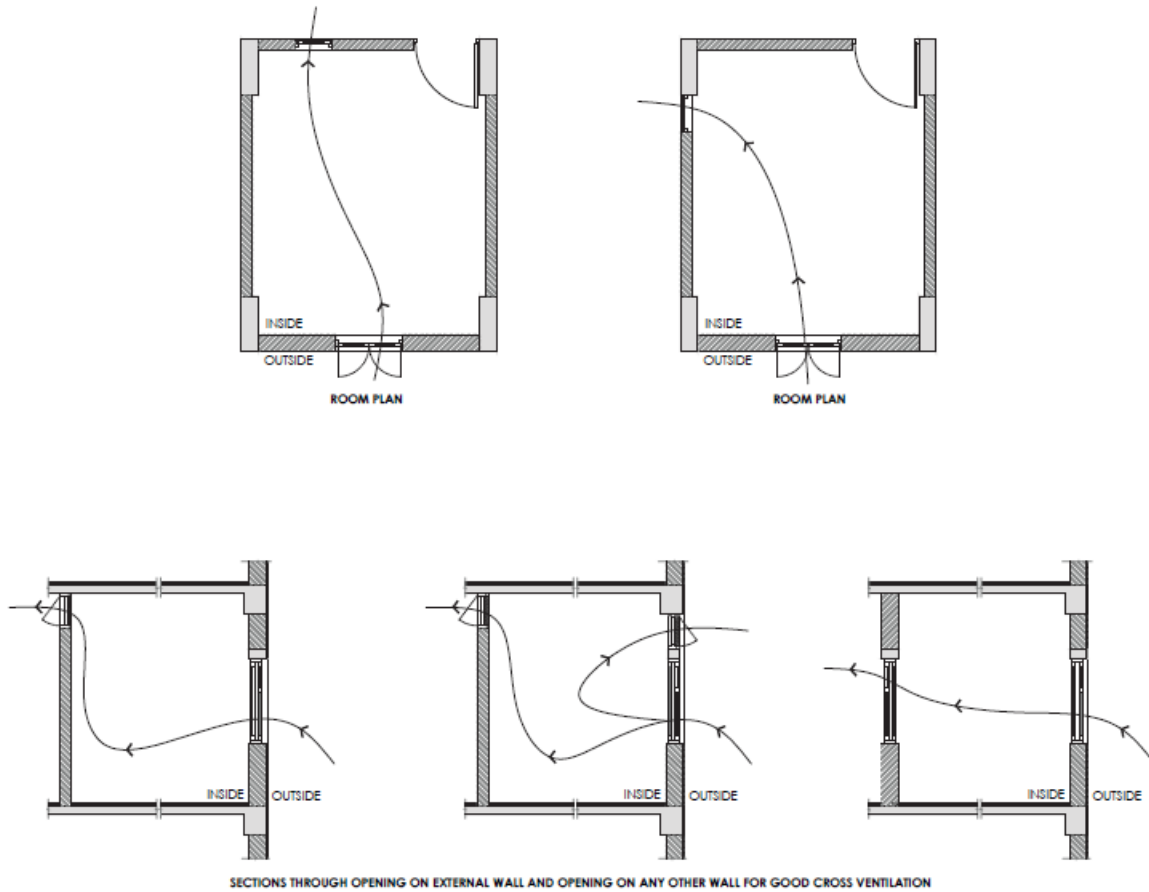 INSIDE
OUTSIDE
ROOM PLAN
INSIDE
OUTSIDE
ROOM PLAN
INSIDE OUTSIDE
INSIDE OUTSIDE
INSIDE OUTSIDE
SECTIONS THROUGH OPENING ON EXTERNAL WALL AND OPENING ON ANY OTHER WALL FOR GOOD CROSS VENTILATION